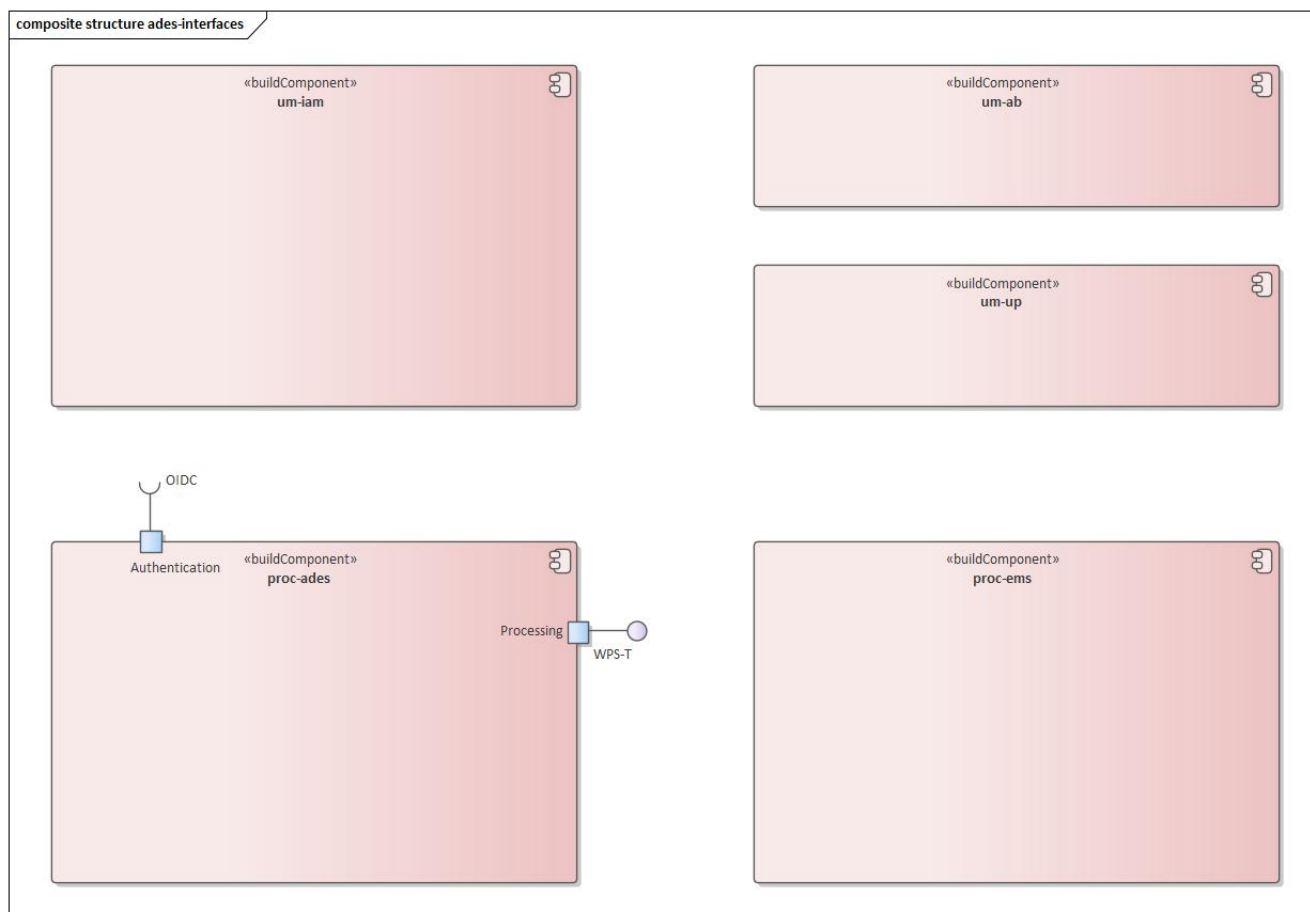 composite structure ades-interfaces
«buildComponent»
um-iam
«buildComponent»
um-ab
«buildComponent»
um-up
OIDC
Authentication
«buildComponent»
proc-ades
Processing
WPS-T
«buildComponent»
proc-ems